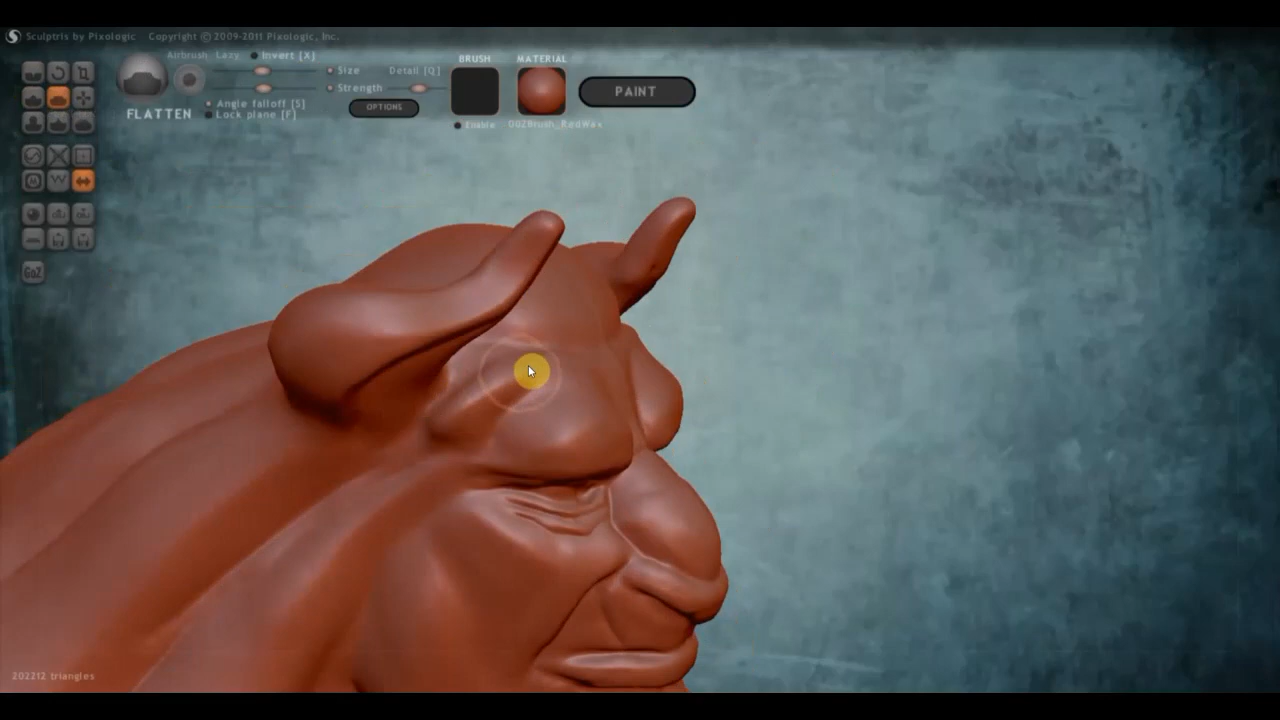 Sculptris by Pixologic Copyright © 2009-2011 Pixologic, Inc.
Airbrush Lazy Invert [X]
Size Detail [Q]
Strength
Angle falloff [S]
FLATTEN Lock plane [F]
OPTIONS
BRUSH MATERIAL
Enable 00ZBrush_RedWax
PAINT
GoZ
202212 triangles